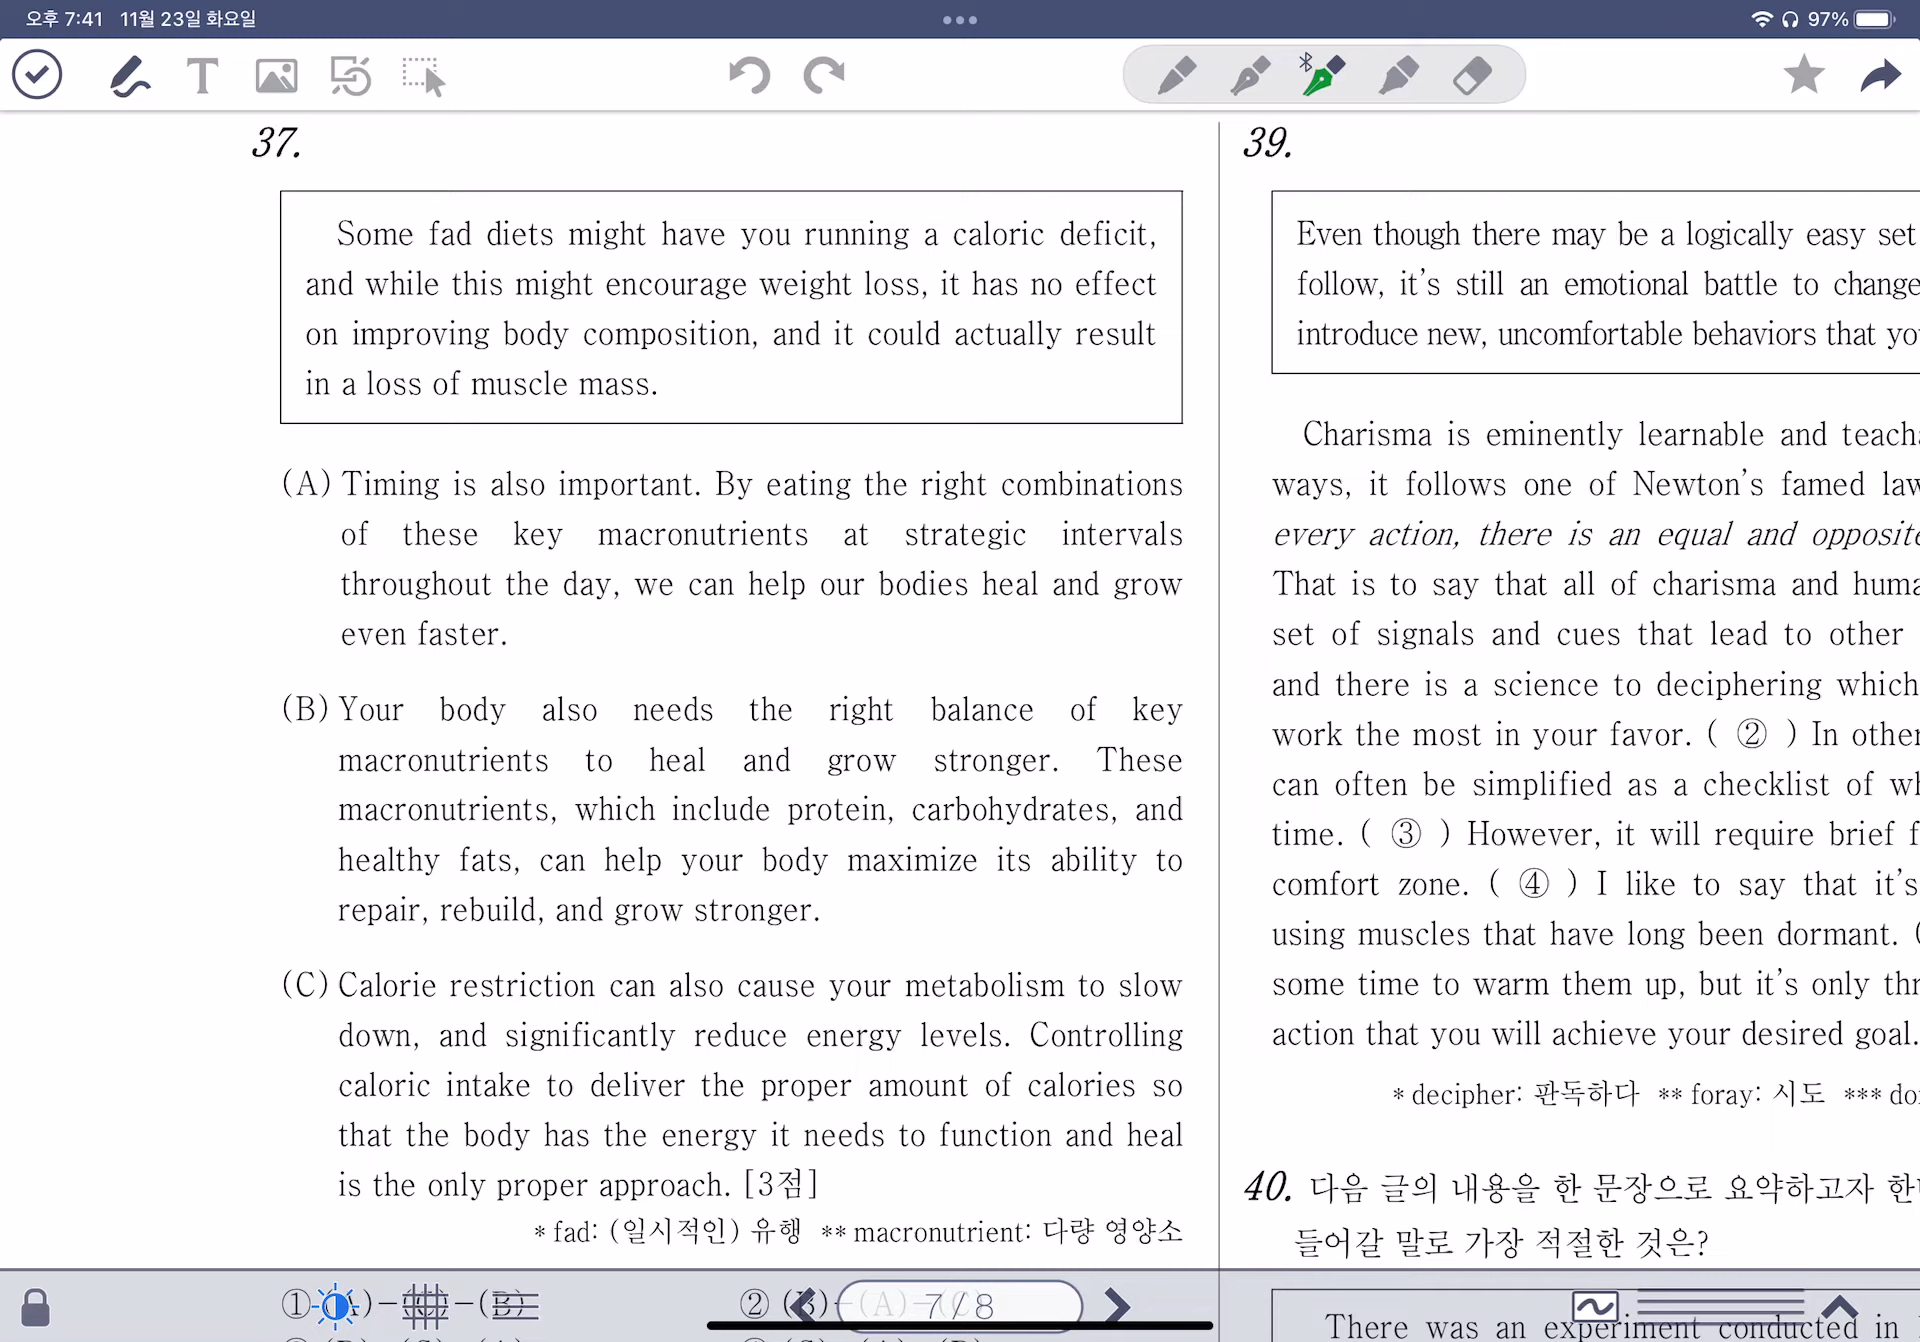 오후 7:41 11월 23일 화요일
97%
37.
Some fad diets might have you running a caloric deficit,
and while this might encourage weight loss, it has no effect
on improving body composition, and it could actually result
in a loss of muscle mass.
(A) Timing is also important. By eating the right combinations
of these key macronutrients at strategic intervals
throughout the day, we can help our bodies heal and grow
even faster.
(B) Your body also needs the right balance of key
macronutrients to heal and grow stronger. These
macronutrients, which include protein, carbohydrates, and
healthy fats, can help your body maximize its ability to
repair, rebuild, and grow stronger.
(C) Calorie restriction can also cause your metabolism to slow
down, and significantly reduce energy levels. Controlling
caloric intake to deliver the proper amount of calories so
that the body has the energy it needs to function and heal
is the only proper approach. [3점]
* fad: (일시적인) 유행 ** macronutrient: 다량 영양소
① (A)-(C)-(B)
② (B)-(A)-(C)
7 / 8
39.
Even though there may be a logically easy set
follow, it's still an emotional battle to change
introduce new, uncomfortable behaviors that
Charisma is eminently learnable and
ways, it follows one of Newton's famed
every action, there is an equal and
That is to say that all of charisma and
set of signals and cues that lead to other
and there is a science to deciphering which
work the most in your favor. ( ② ) In
can often be simplified as a checklist of
time. ( ③ ) However, it will require brief
comfort zone. ( ④ ) I like to say that it's
using muscles that have long been dormant. (
some time to warm them up, but it's only
action that you will achieve your desired goal.
* decipher: 판독하다 ** foray: 시도 ***
40. 다음 글의 내용을 한 문장으로 요약하고자
들어갈 말로 가장 적절한 것은?
There was an experiment conducted in